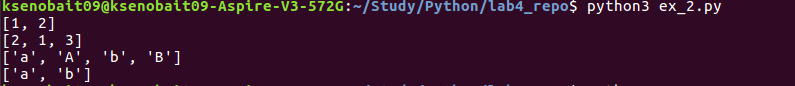 ksenobait09@ksenobait09-Aspire-V3-572G:~/Study/Python/lab4_repo$ python3 ex_2.py
[1, 2]
[2, 1, 3]
['a', 'A', 'b', 'B']
['a', 'b']